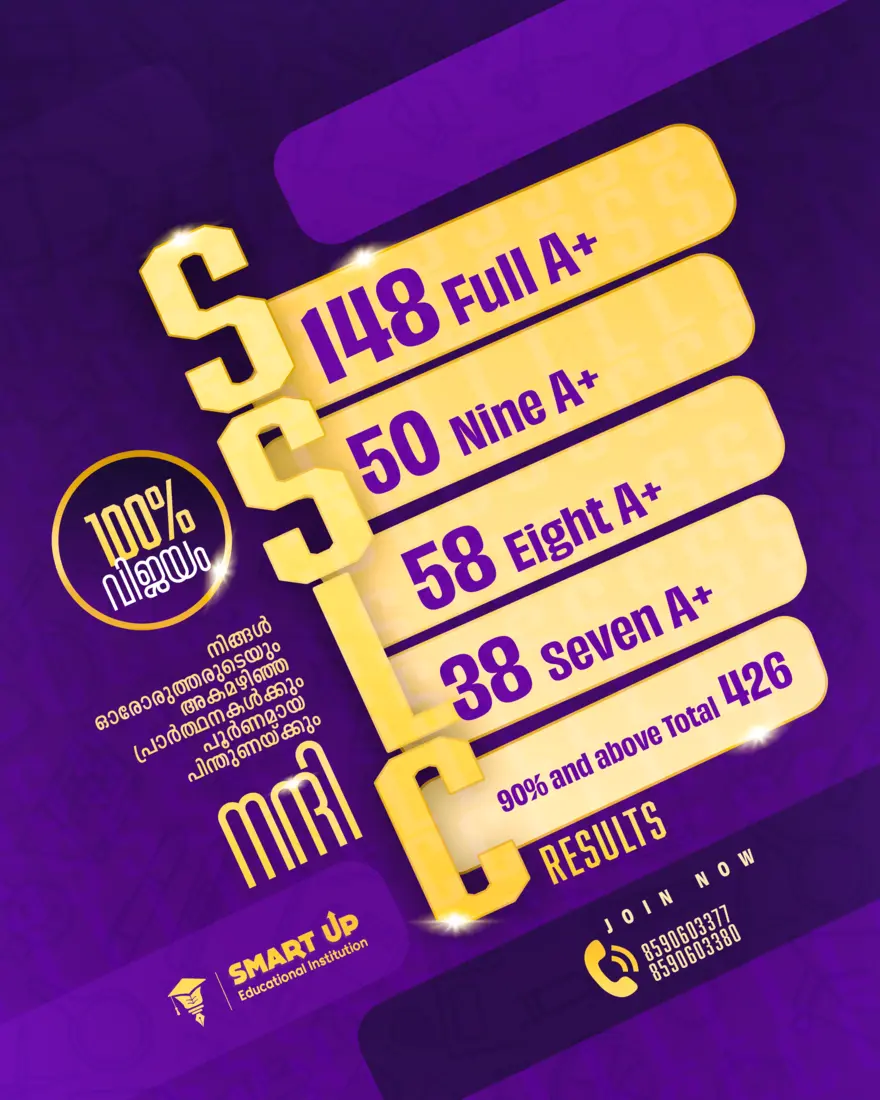 SSLC
148 Full A+
50 Nine A+
58 Eight A+
38 Seven A+
90% and above Total 426
RESULTS
100%
വിജയം
നിങ്ങൾ
ഓരോരുത്തരുടെയും
അകമഴിഞ്ഞ
പ്രാർത്ഥനകൾക്കും
പൂർണമായ
പിന്തുണയ്ക്കും
നന്ദി
SMART UP
Educational Institution
JOIN NOW
8590603377
8590603380